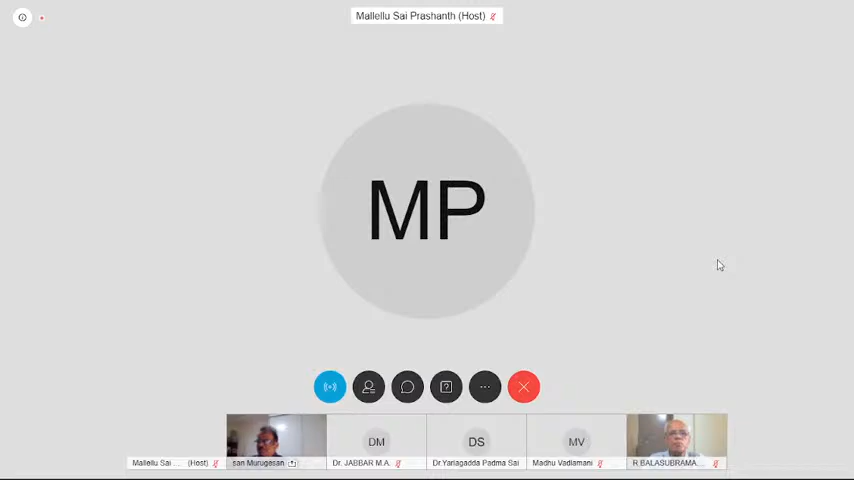 Mallellu Sai Prashanth (Host)
MP
DM
DS
MV
Mallellu Sai ... (Host)
san Murugesan
Dr. JABBAR M.A.
Dr.Yariagadda Padma Sai
Madhu Vadlamani
R BALASUBRAMA...